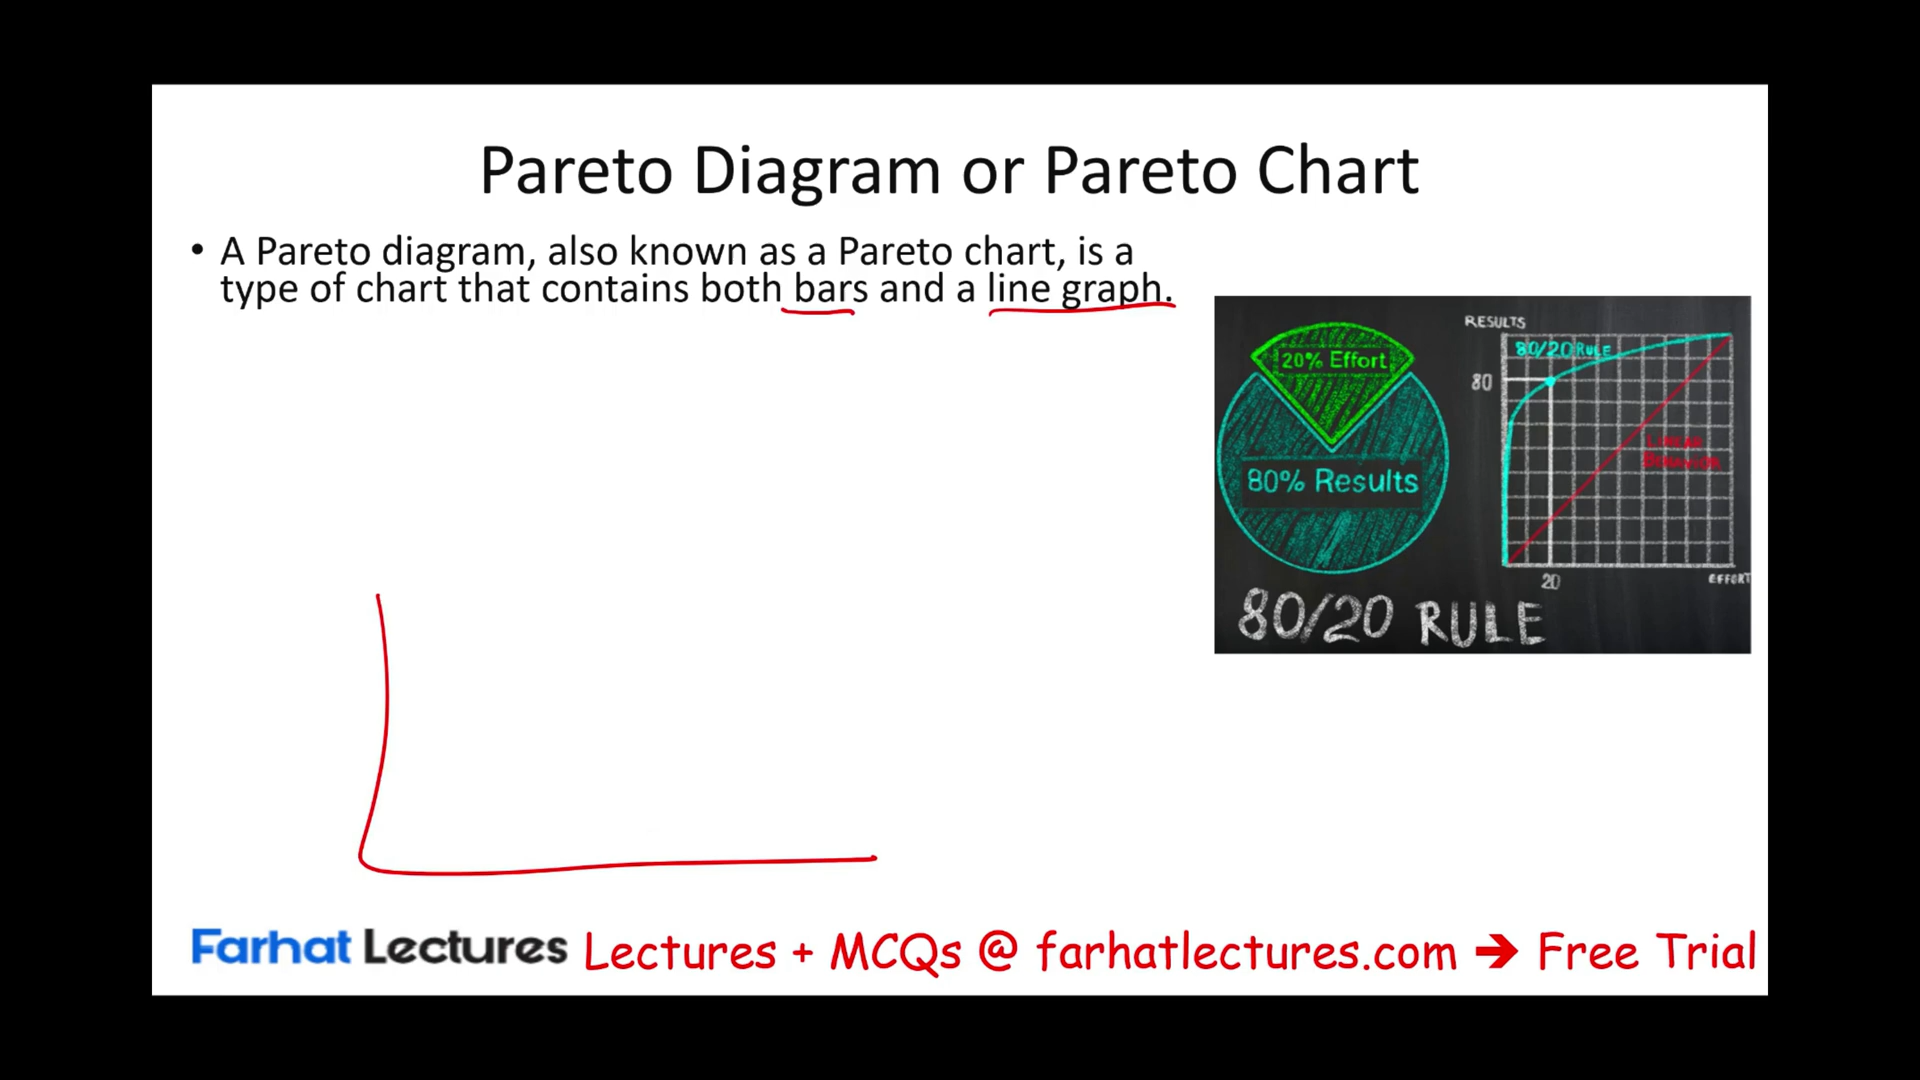 Pareto Diagram or Pareto Chart
• A Pareto diagram, also known as a Pareto chart, is a
type of chart that contains both bars and a line graph.
20% Effort
80% Results
80/20 RULE
RESULTS
80/20 RULE
80
LINEAR
BEHAVIOR
20
EFFORT
Farhat Lectures Lectures + MCQs @ farhatlectures.com → Free Trial